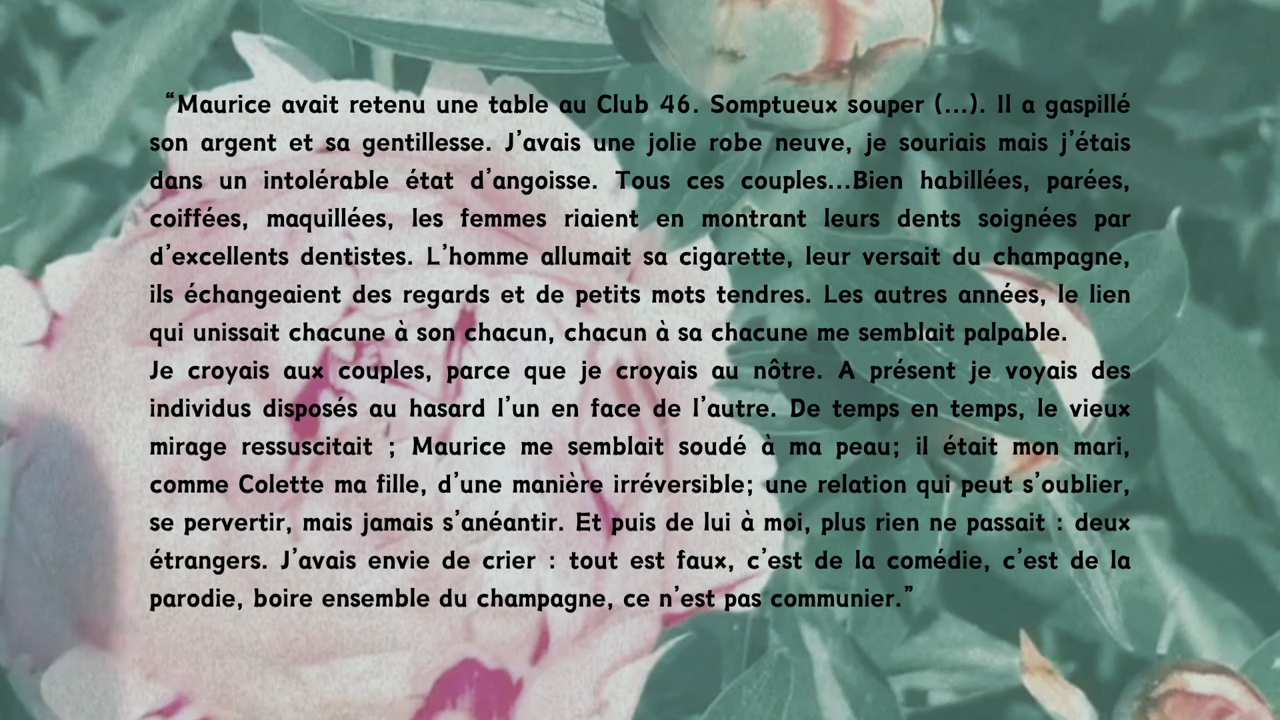 “Maurice avait retenu une table au Club 46. Somptueux souper (...). Il a gaspillé
son argent et sa gentillesse. J’avais une jolie robe neuve, je souriais mais j’étais
dans un intolérable état d’angoisse. Tous ces couples...Bien habillées, parées,
coiffées, maquillées, les femmes riaient en montrant leurs dents soignées par
d’excellents dentistes. L’homme allumait sa cigarette, leur versait du champagne,
ils échangeaient des regards et de petits mots tendres. Les autres années, le lien
qui unissait chacune à son chacun, chacun à sa chacune me semblait palpable.
Je croyais aux couples, parce que je croyais au nôtre. A présent je voyais des
individus disposés au hasard l’un en face de l’autre. De temps en temps, le vieux
mirage ressuscitait ; Maurice me semblait soudé à ma peau; il était mon mari,
comme Colette ma fille, d’une manière irréversible; une relation qui peut s’oublier,
se pervertir, mais jamais s’anéantir. Et puis de lui à moi, plus rien ne passait : deux
étrangers. J’avais envie de crier : tout est faux, c’est de la comédie, c’est de la
parodie, boire ensemble du champagne, ce n’est pas communier.”